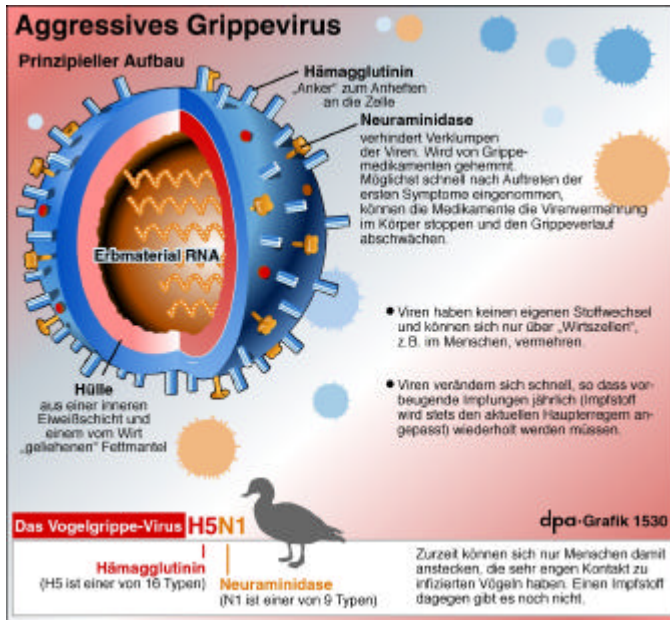 Aggressives Grippevirus
Prinzipieller Aufbau
Hämagglutinin
„Anker" zum Anheften
an die Zelle
Neuraminidase
verhindert Verklumpen
der Viren. Wird von Grippe-
medikamenten gehemmt.
Möglichst schnell nach Auftreten der
ersten Symptome eingenommen,
können die Medikamente die Virenvermehrung
im Körper stoppen und den Grippeverlauf
abschwächen.
Erbmaterial RNA
Hülle
aus einer inneren
Eiweißschicht und
einem vom Wirt
„geliehenen" Fettmantel
• Viren haben keinen eigenen Stoffwechsel
und können sich nur über „Wirtszellen",
z.B. im Menschen, vermehren.
• Viren verändern sich schnell, so dass vor-
beugende Impfungen jährlich (Impfstoff
wird stets den aktuellen Haupterregern an-
gepasst) wiederholt werden müssen.
Das Vogelgrippe-Virus H5N1
dpa·Grafik 1530
Hämagglutinin
(H5 ist einer von 16 Typen)
Neuraminidase
(N1 ist einer von 9 Typen)
Zurzeit können sich nur Menschen damit
anstecken, die sehr engen Kontakt zu
infizierten Vögeln haben. Einen Impfstoff
dagegen gibt es noch nicht.